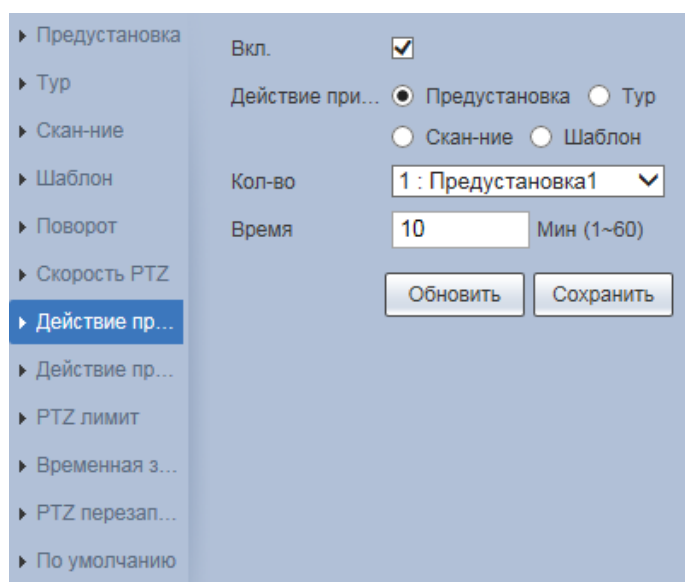 Предустановка
Тур
Скан-ние
Шаблон
Поворот
Скорость PTZ
Действие пр...
Действие пр...
PTZ лимит
Временная з...
PTZ перезап...
По умолчанию
Вкл.
Действие при... Предустановка Тур
Скан-ние Шаблон
Кол-во 1 : Предустановка1
Время 10 Мин (1~60)
Обновить Сохранить